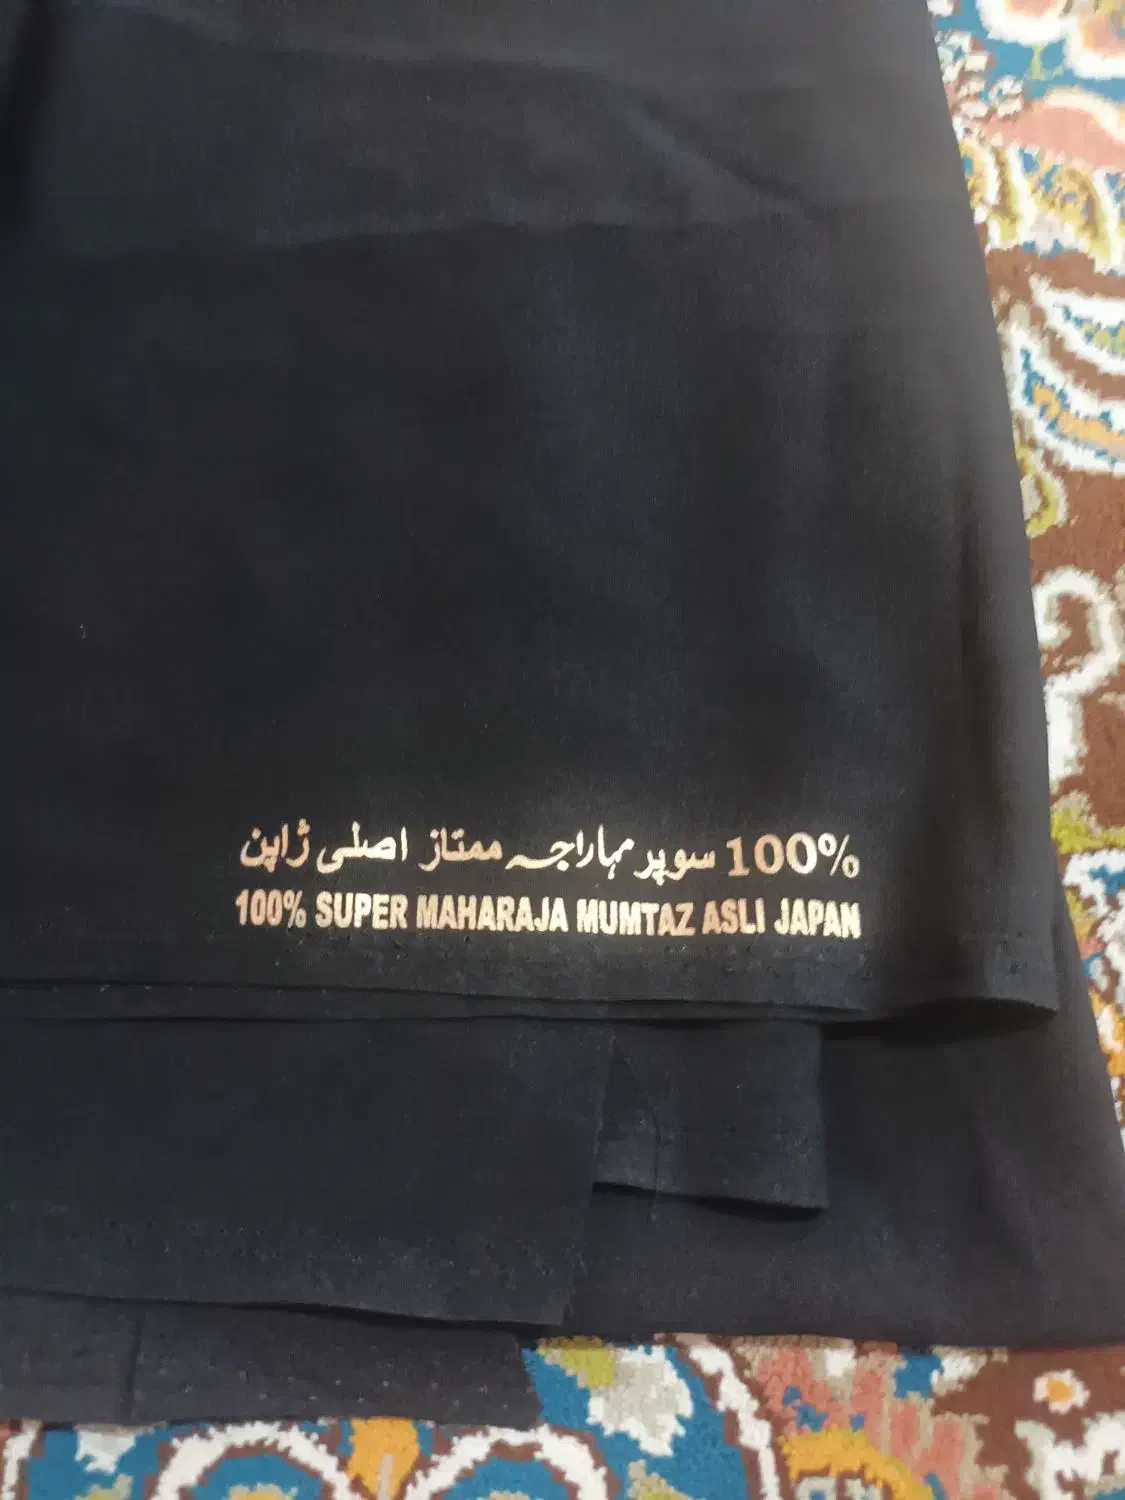 100% سوپر مہاراجہ ممتاز اصلی ژاپن
100% SUPER MAHARAJA MUMTAZ ASLI JAPAN